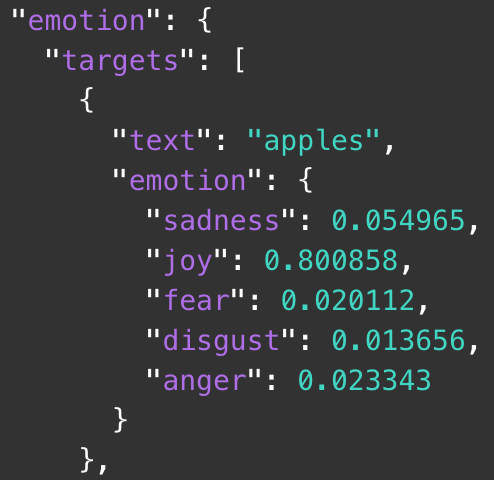 "emotion": {
"targets": [
{
"text": "apples",
"emotion": {
"sadness": 0.054965,
"joy": 0.800858,
"fear": 0.020112,
"disgust": 0.013656,
"anger": 0.023343
}
},